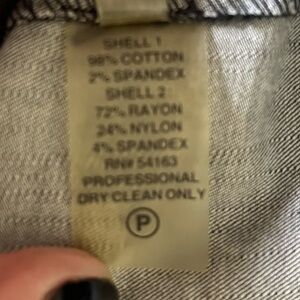 SHELL 1
98% COTTON
2% SPANDEX
SHELL 2
72% RAYON
24% NYLON
4% SPANDEX
RN# 54163
PROFESSIONAL
DRY CLEAN ONLY
P